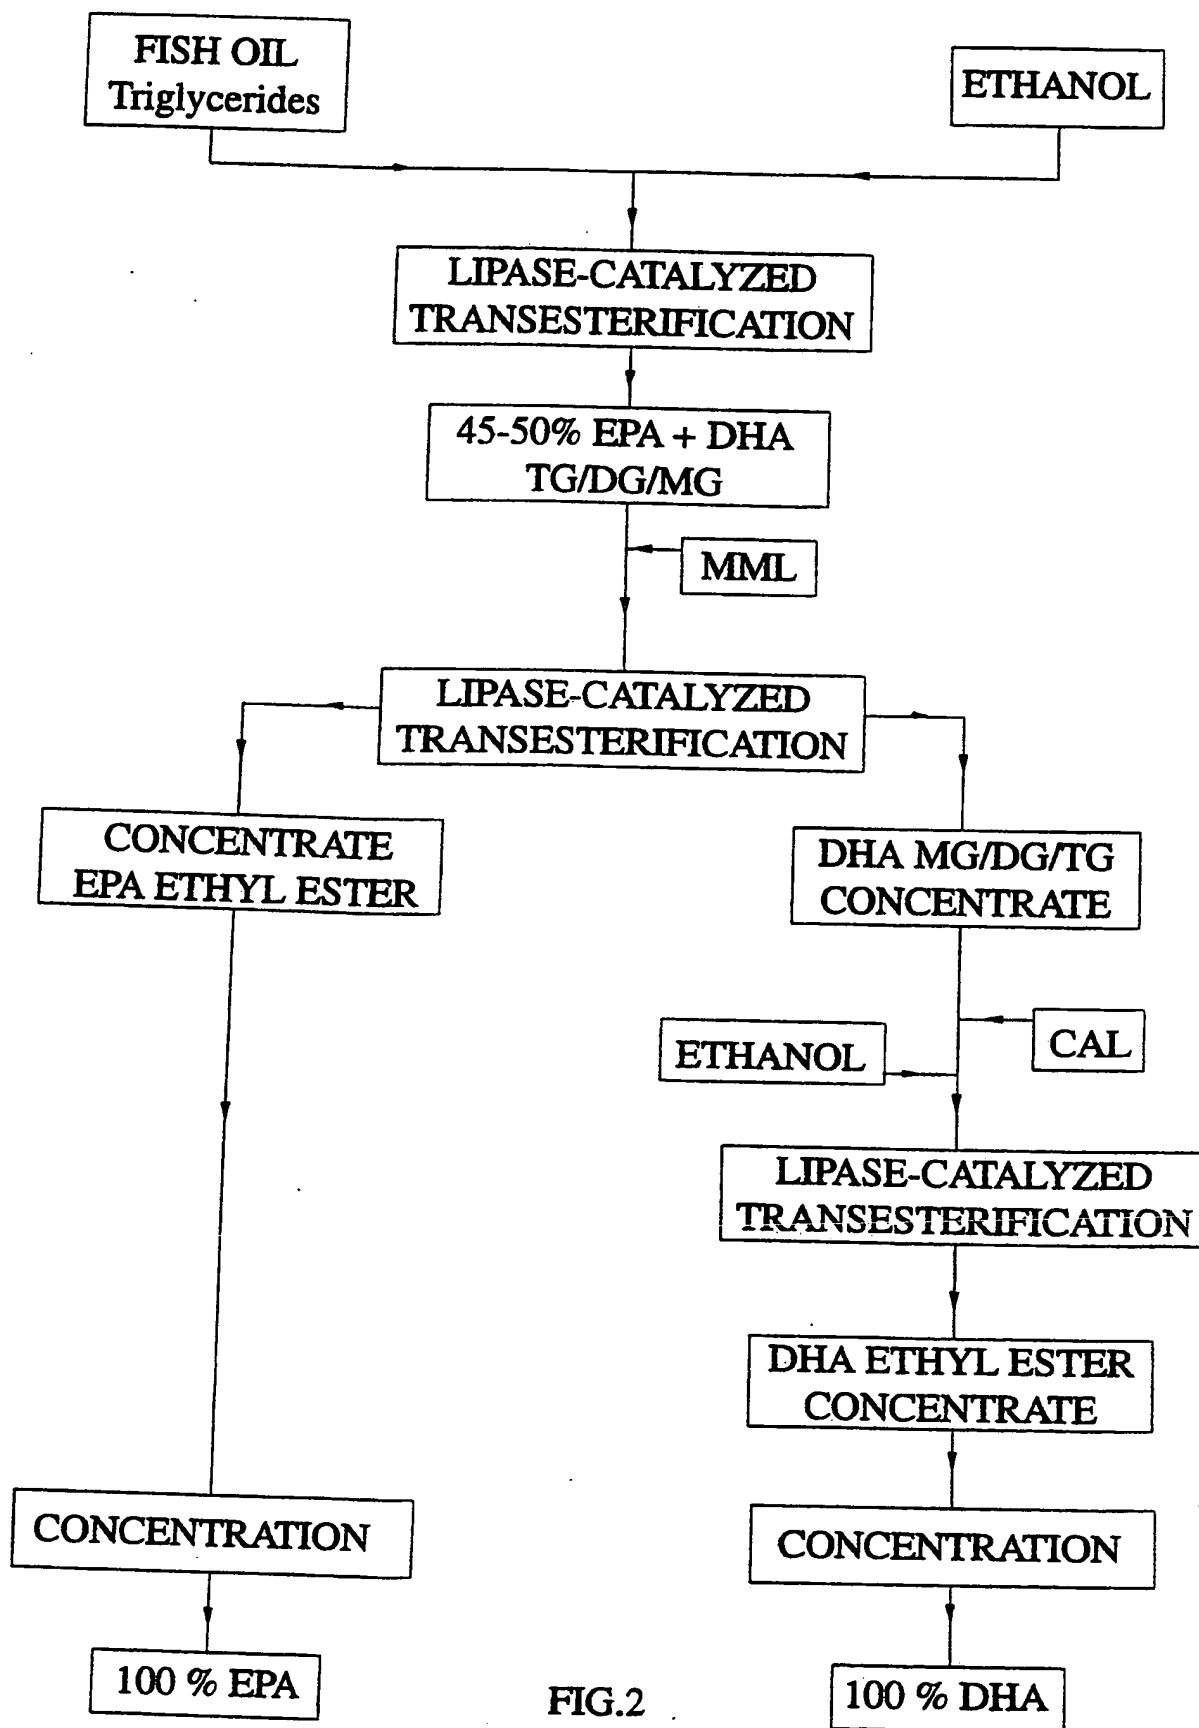 FISH OIL
Triglycerides
ETHANOL
LIPASE-CATALYZED
TRANSESTERIFICATION
45-50% EPA + DHA
TG/DG/MG
MML
LIPASE-CATALYZED
TRANSESTERIFICATION
CONCENTRATE
EPA ETHYL ESTER
DHA MG/DG/TG
CONCENTRATE
ETHANOL
CAL
LIPASE-CATALYZED
TRANSESTERIFICATION
DHA ETHYL ESTER
CONCENTRATE
CONCENTRATION
CONCENTRATION
100 % EPA
100 % DHA
FIG.2